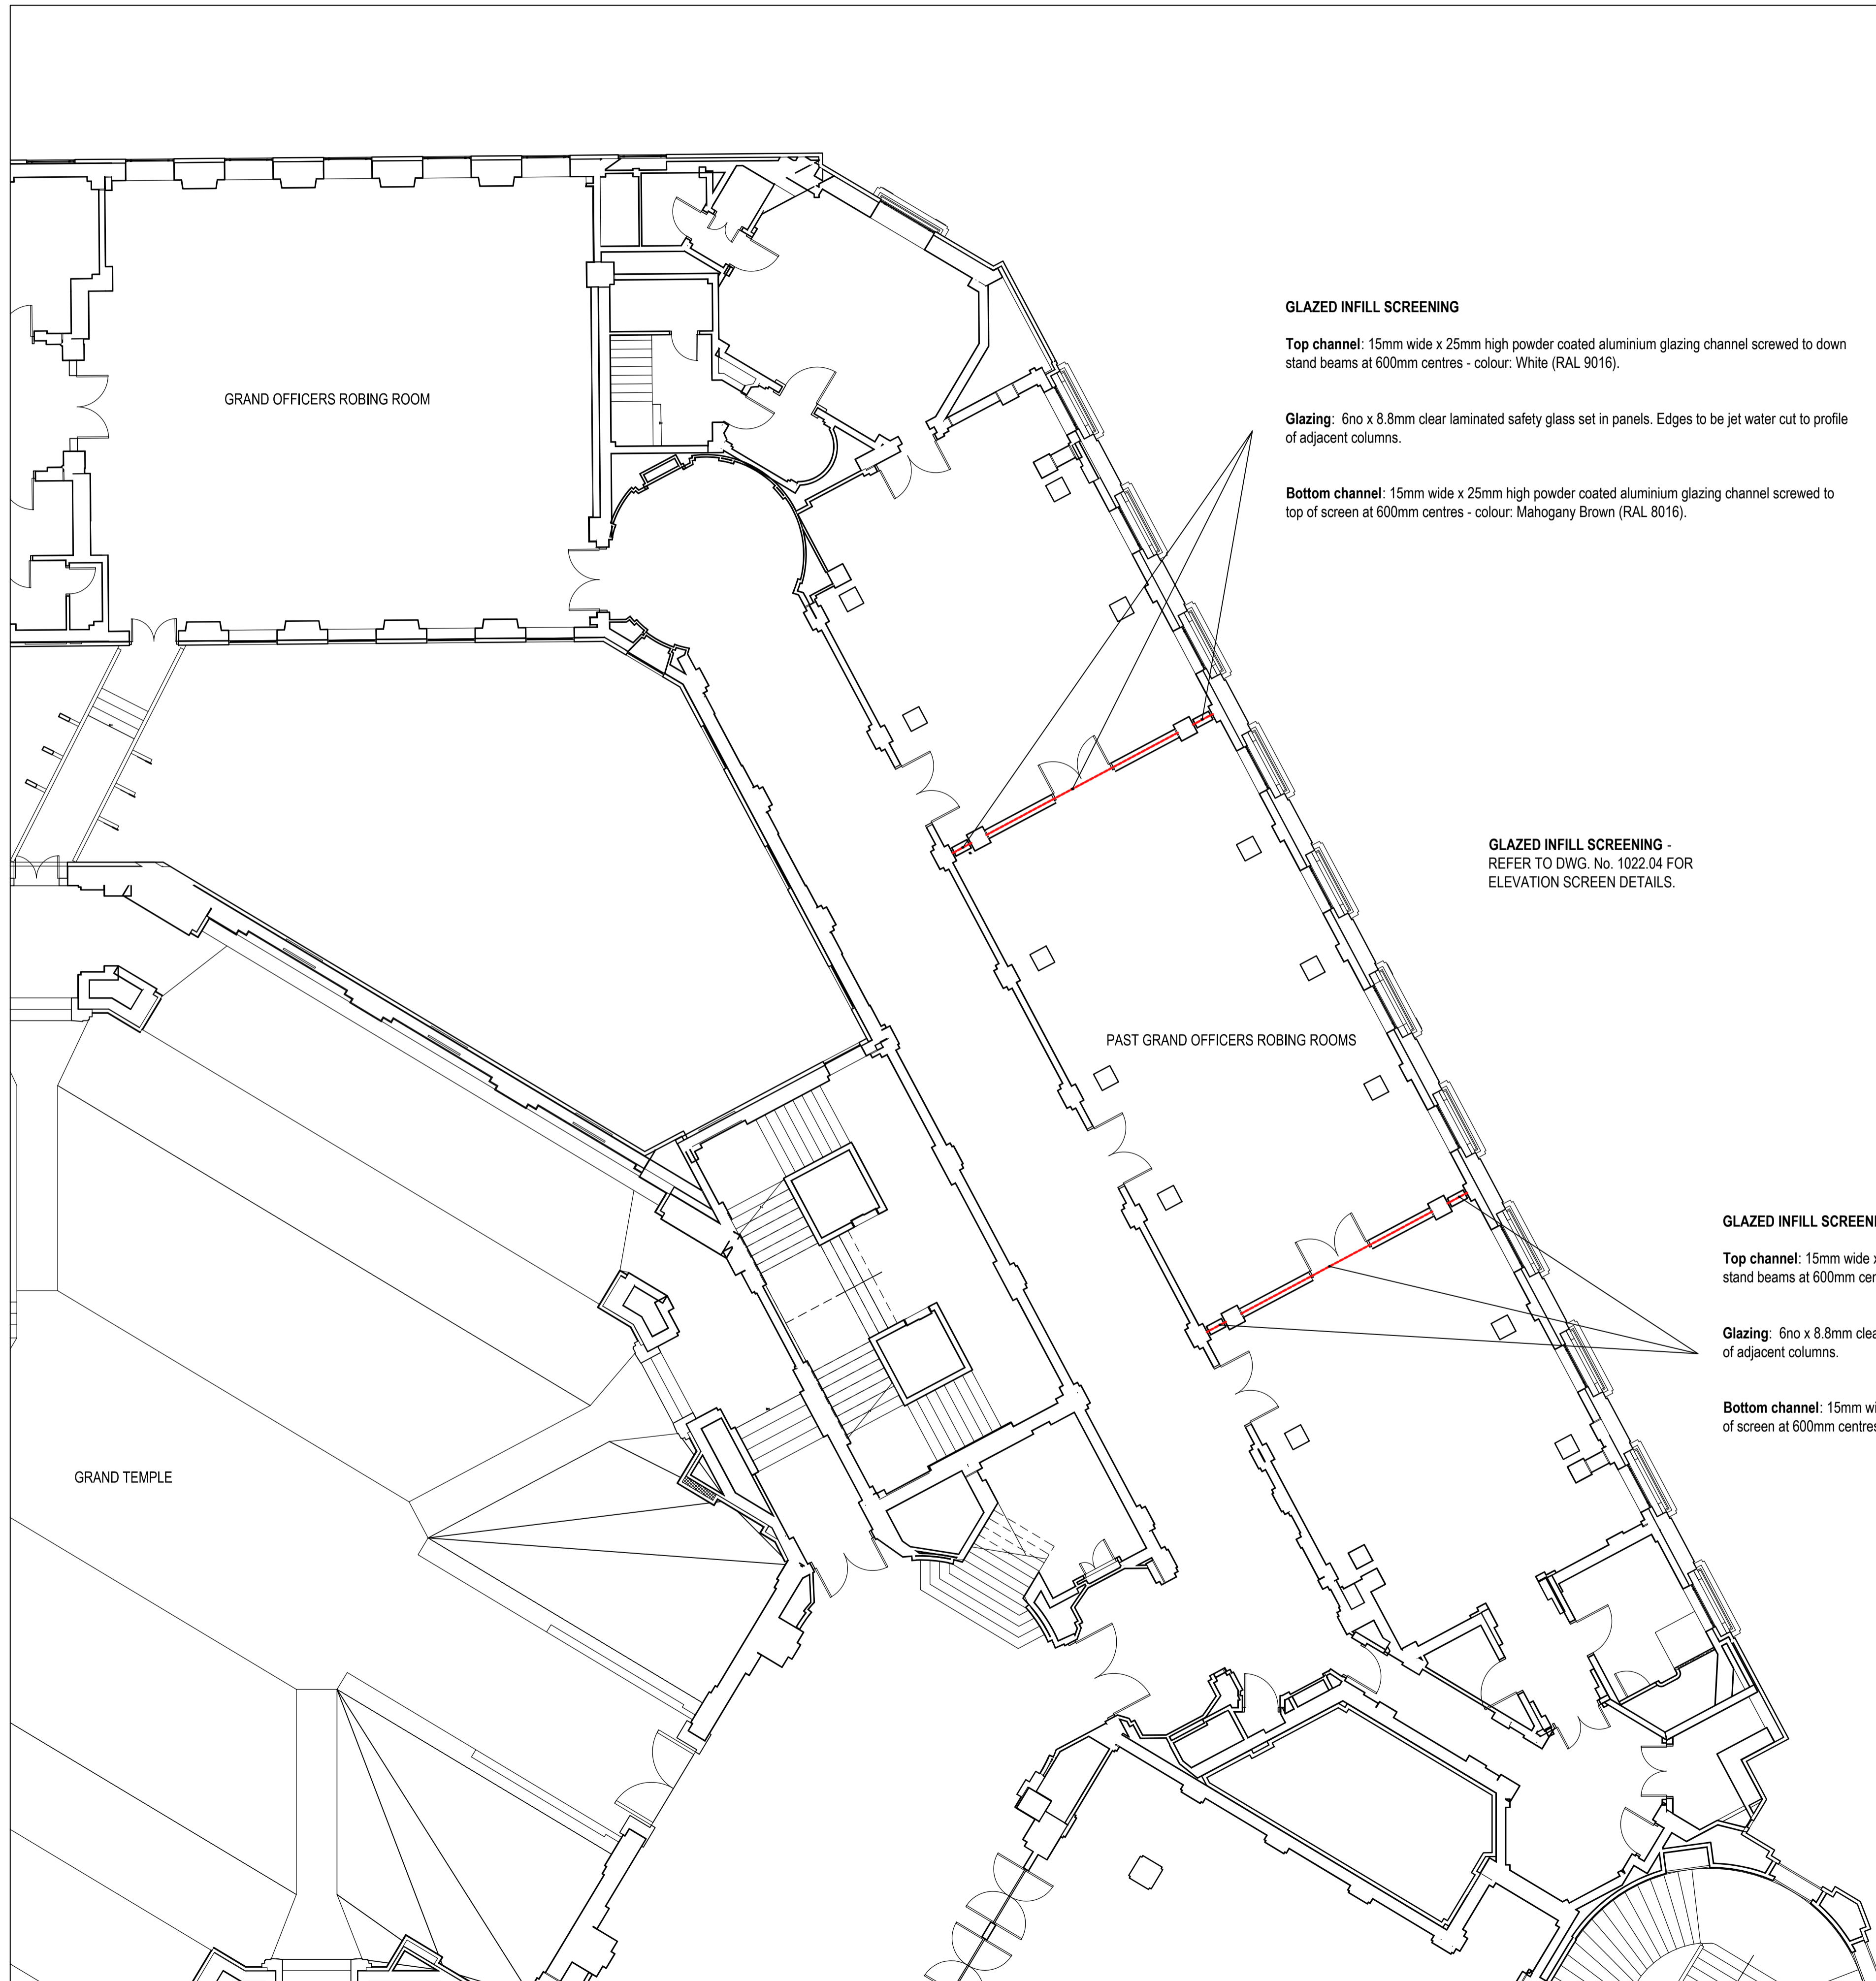 GLAZED INFILL SCREENING
Top channel: 15mm wide x 25mm high powder coated aluminium glazing channel screwed to down
stand beams at 600mm centres - colour: White (RAL 9016).
Glazing: 6no x 8.8mm clear laminated safety glass set in panels. Edges to be jet water cut to profile
of adjacent columns.
Bottom channel: 15mm wide x 25mm high powder coated aluminium glazing channel screwed to
top of screen at 600mm centres - colour: Mahogany Brown (RAL 8016).
GRAND OFFICERS ROBING ROOM
GLAZED INFILL SCREENING -
REFER TO DWG. No. 1022.04 FOR
ELEVATION SCREEN DETAILS.
PAST GRAND OFFICERS ROBING ROOMS
GLAZED INFILL
Top channel: 15mm wide
stand beams at 600mm
Glazing: 6no x 8.8mm
of adjacent columns.
Bottom channel: 15mm
of screen at 600mm
GRAND TEMPLE